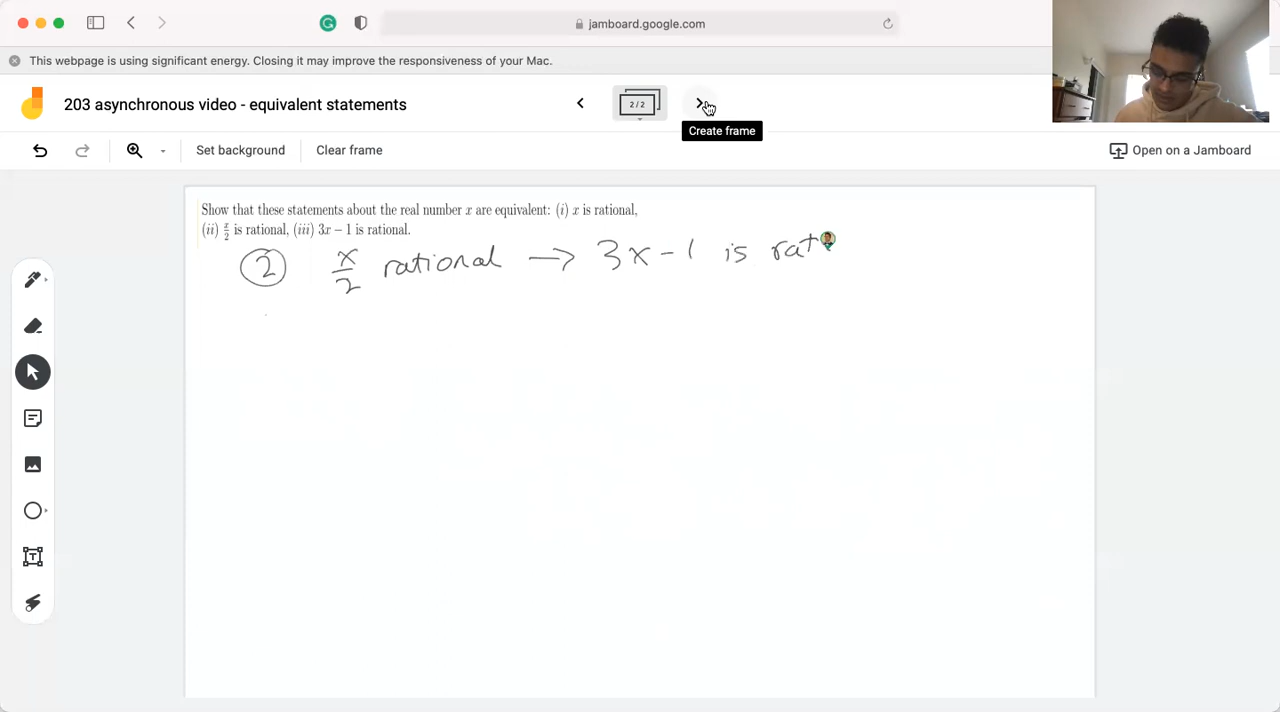 jamboard.google.com
This webpage is using significant energy. Closing it may improve the responsiveness of your Mac.
203 asynchronous video - equivalent statements
2 / 2
Create frame
Set background
Clear frame
Open on a Jamboard
Show that these statements about the real number x are equivalent: (i) x is rational,
(ii) x/2 is rational, (iii) 3x − 1 is rational.
② x/2 rational → 3x − 1 is rat